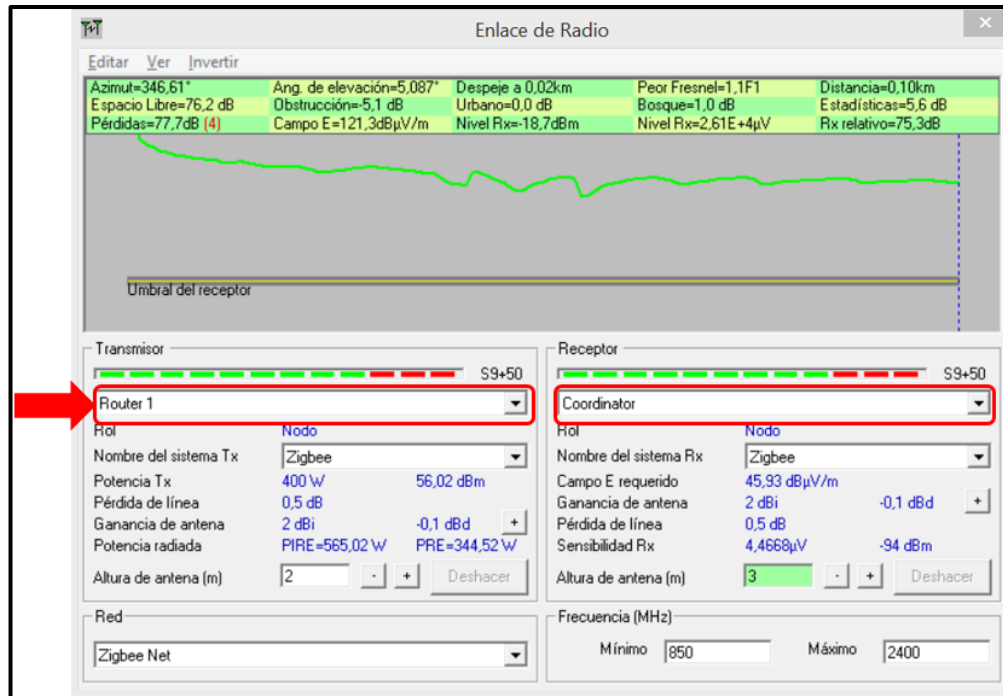 Enlace de Radio
Editar Ver Invertir
Azimut=346,61° Ang. de elevación=5,087° Despeje a 0,02km Peor Fresnel=1,1F1 Distancia=0,10km
Espacio Libre=76,2 dB Obstrucción=-5,1 dB Urbano=0,0 dB Bosque=1,0 dB Estadísticas=5,6 dB
Pérdidas=77,7dB (4) Campo E=121,3dBµV/m Nivel Rx=-18,7dBm Nivel Rx=2,61E+4µV Rx relativo=75,3dB
Umbral del receptor
Transmisor
S9+50
Router 1
Rol Nodo
Nombre del sistema Tx Zigbee
Potencia Tx 400 W 56,02 dBm
Pérdida de línea 0,5 dB
Ganancia de antena 2 dBi -0,1 dBd +
Potencia radiada PIRE=565,02 W PRE=344,52 W
Altura de antena (m) 2 - + Deshacer
Red
Zigbee Net
Receptor
S9+50
Coordinator
Rol Nodo
Nombre del sistema Rx Zigbee
Campo E requerido 45,93 dBµV/m
Ganancia de antena 2 dBi -0,1 dBd +
Pérdida de línea 0,5 dB
Sensibilidad Rx 4,4668µV -94 dBm
Altura de antena (m) 3 - + Deshacer
Frecuencia (MHz)
Mínimo 850 Máximo 2400